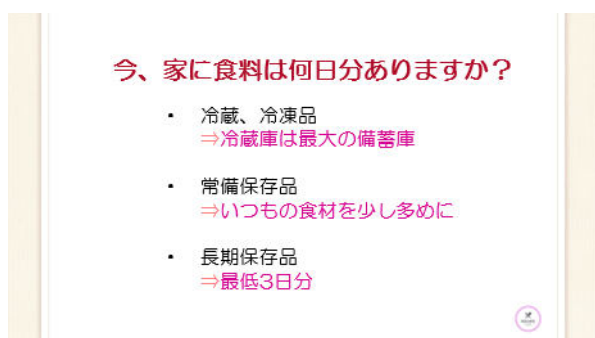 今、家に食料は何日分ありますか？
・ 冷蔵、冷凍品
⇒冷蔵庫は最大の備蓄庫
・ 常備保存品
⇒いつもの食材を少し多めに
・ 長期保存品
⇒最低3日分